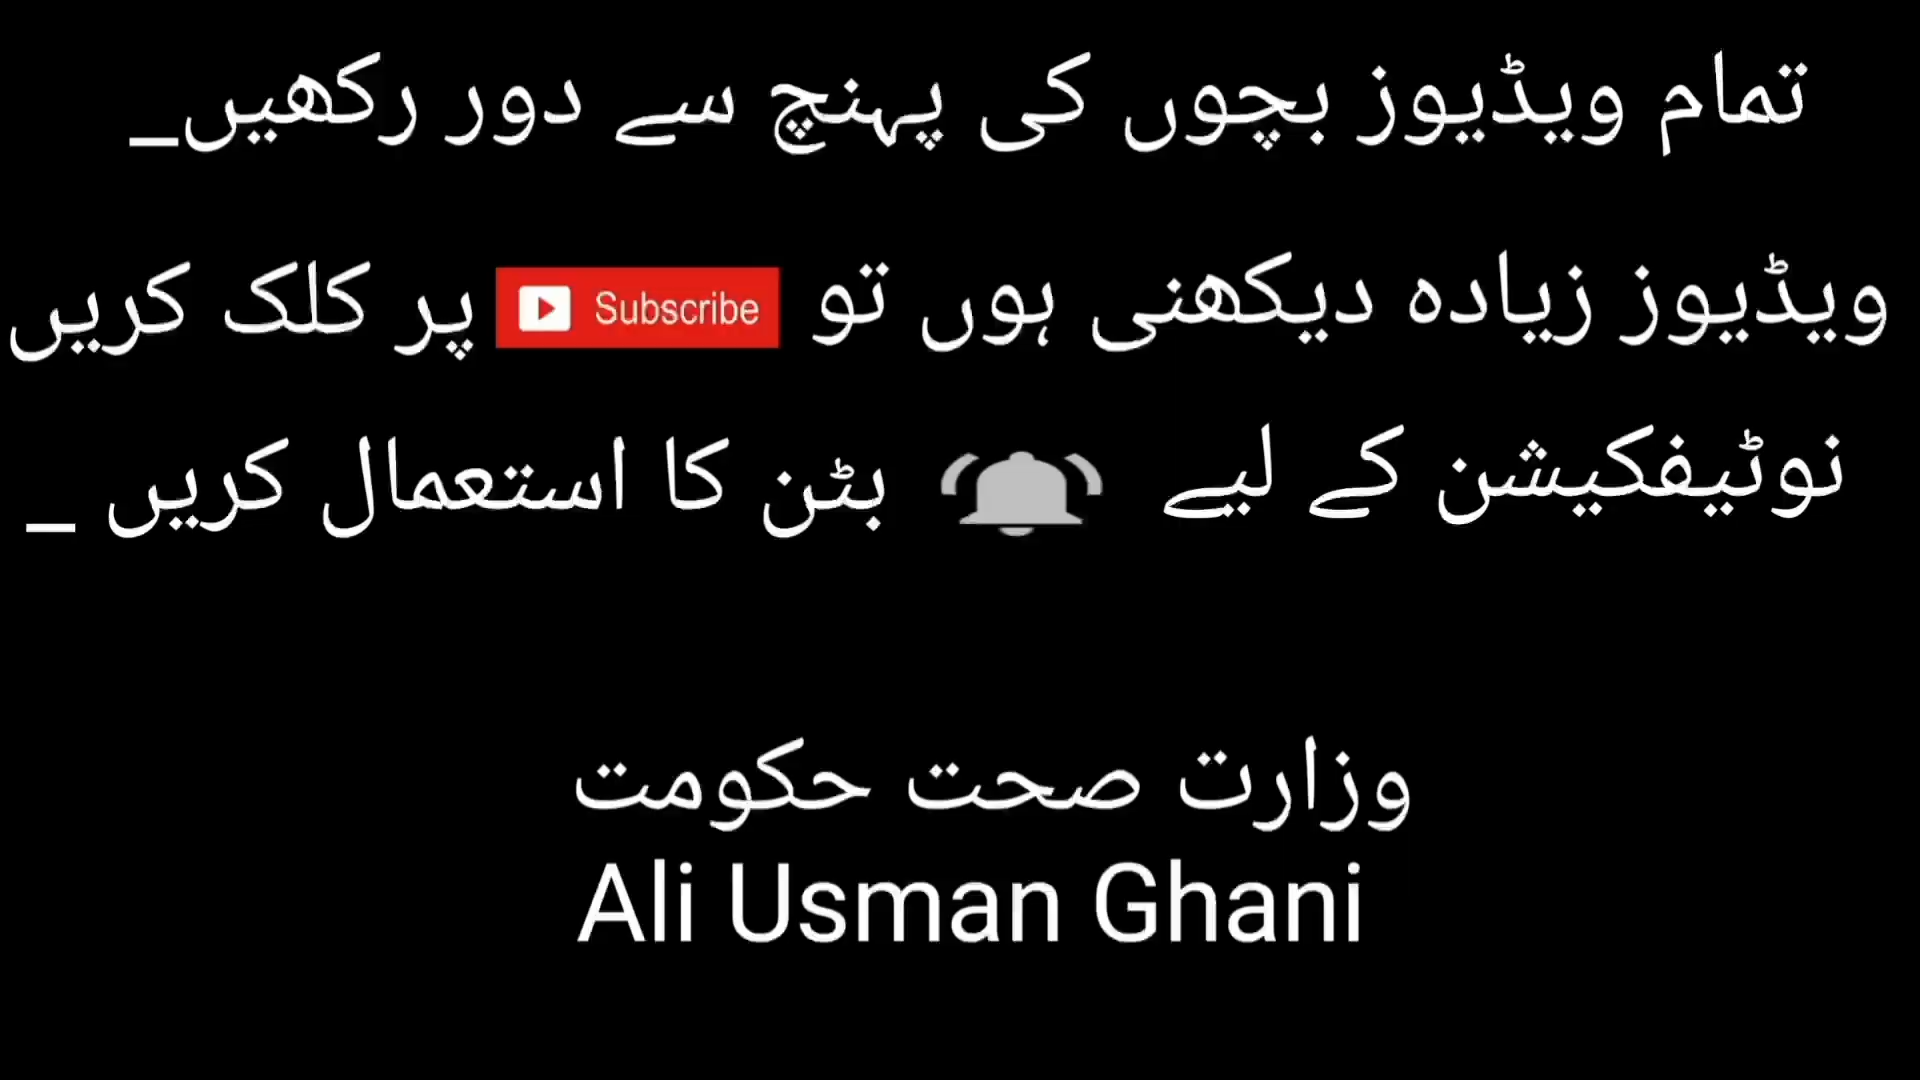 تمام ویڈیوز بچوں کی پہنچ سے دور رکھیں_
ویڈیوز زیادہ دیکھنی ہوں تو Subscribe پر کلک کریں
نوٹیفکیشن کے لیے بٹن کا استعمال کریں _
وزارت صحت حکومت
Ali Usman Ghani